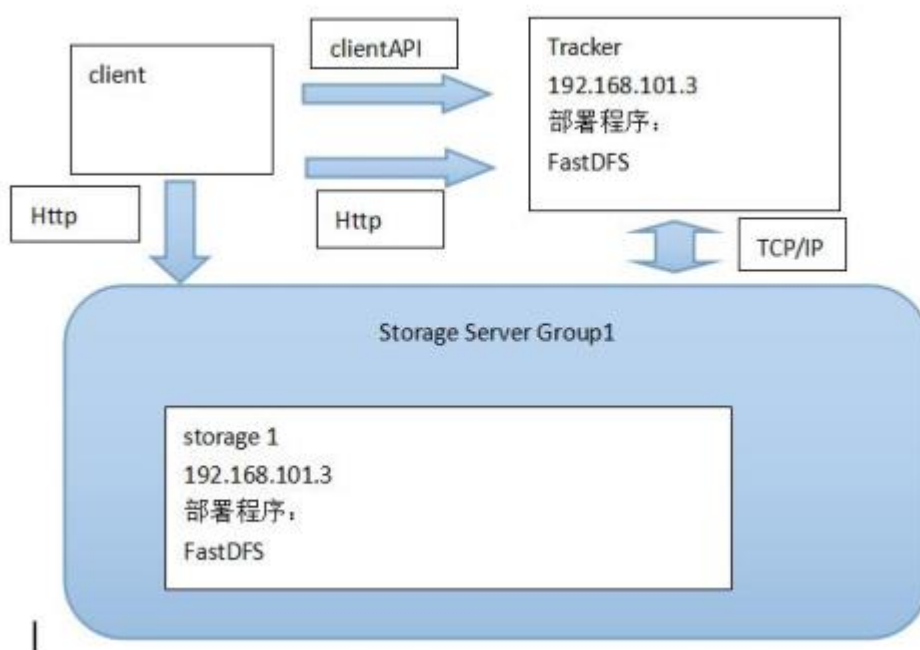 client
clientAPI
Tracker
192.168.101.3
部署程序：
FastDFS
Http
Http
TCP/IP
Storage Server Group1
storage 1
192.168.101.3
部署程序：
FastDFS